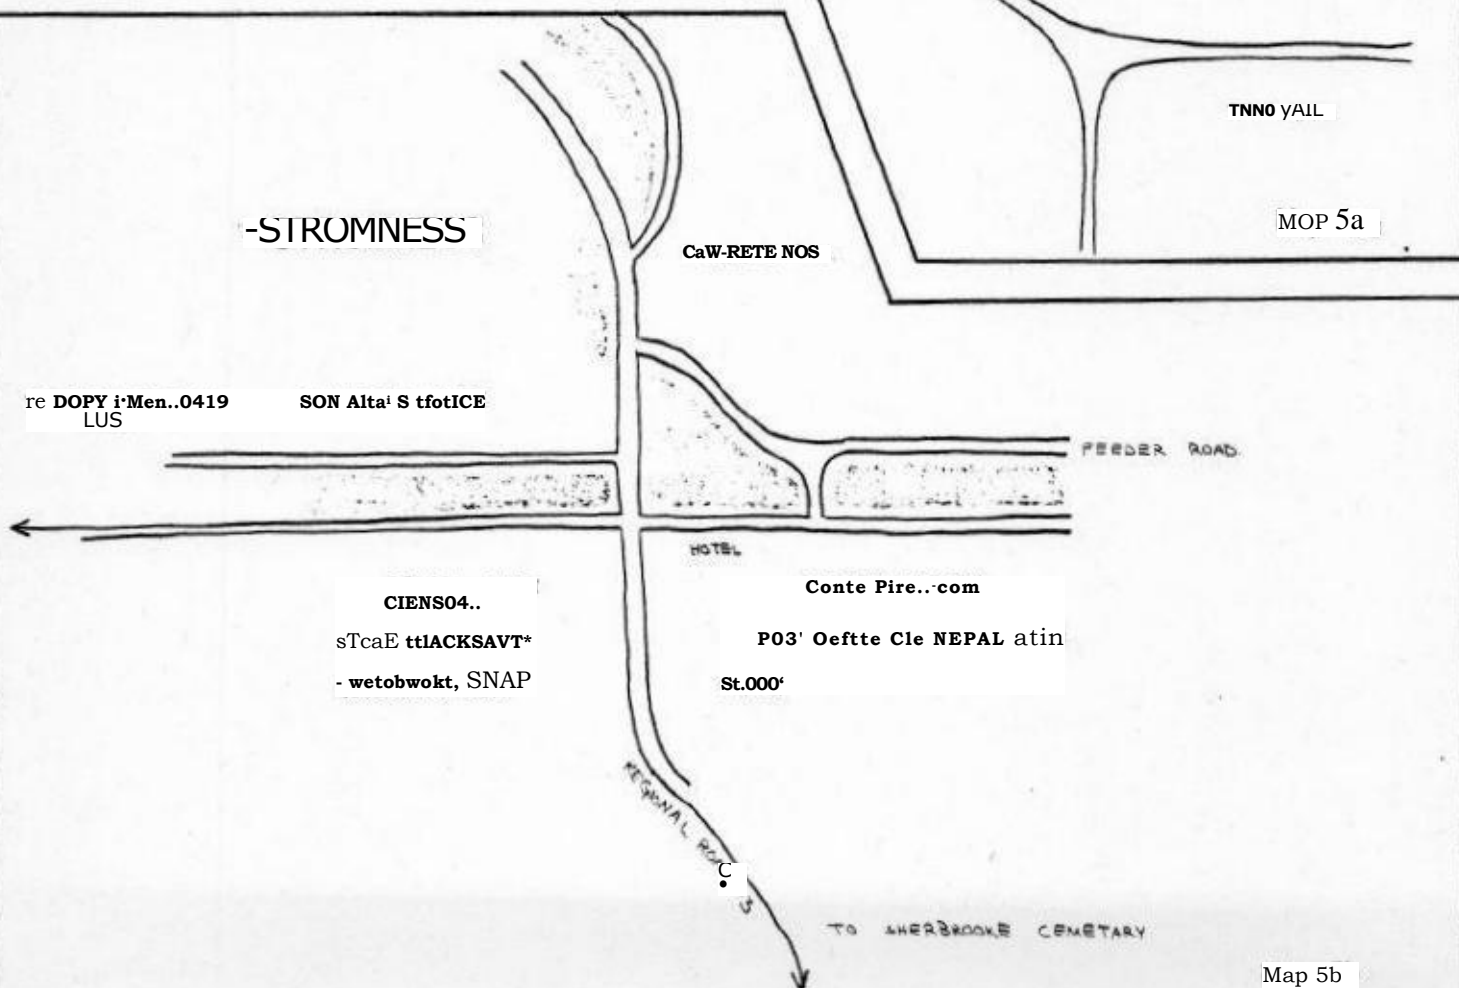 TNN0 yAIL
MOP 5a
-STROMNESS
CaW-RETE NOS
re DOPY i·Men..0419 SON Altaⁱ S tfotICE
LUS
FEEDER ROAD
HOTEL
CIENS04..
sTcaE ttlACKSAVT*
- wetobwokt, SNAP
Conte Pire..-com
P03' Oeftte Cle NEPAL atin
St.000‘
REGIONAL ROAD
C
3
TO SHERBROOKE CEMETARY
Map 5b